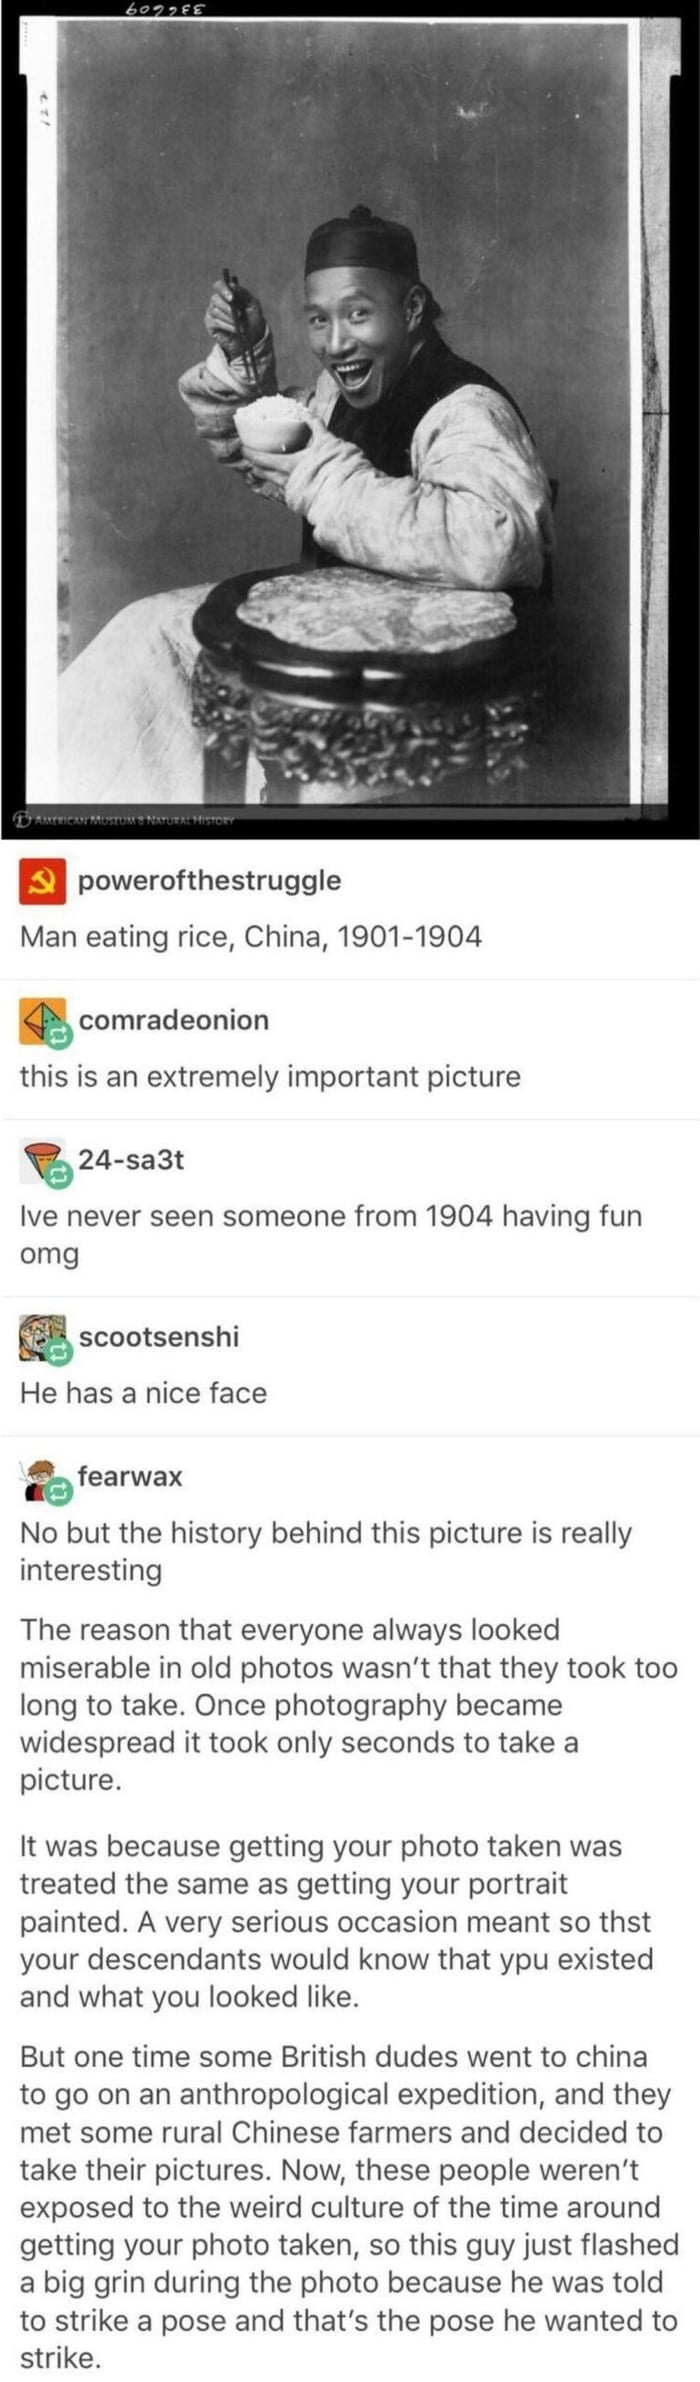 336609
221
AMERICAN MUSEUM & NATURAL HISTORY
powerofthestruggle
Man eating rice, China, 1901-1904
comradeonion
this is an extremely important picture
24-sa3t
Ive never seen someone from 1904 having fun
omg
scootsenshi
He has a nice face
fearwax
No but the history behind this picture is really
interesting
The reason that everyone always looked
miserable in old photos wasn't that they took too
long to take. Once photography became
widespread it took only seconds to take a
picture.
It was because getting your photo taken was
treated the same as getting your portrait
painted. A very serious occasion meant so thst
your descendants would know that ypu existed
and what you looked like.
But one time some British dudes went to china
to go on an anthropological expedition, and they
met some rural Chinese farmers and decided to
take their pictures. Now, these people weren't
exposed to the weird culture of the time around
getting your photo taken, so this guy just flashed
a big grin during the photo because he was told
to strike a pose and that's the pose he wanted to
strike.